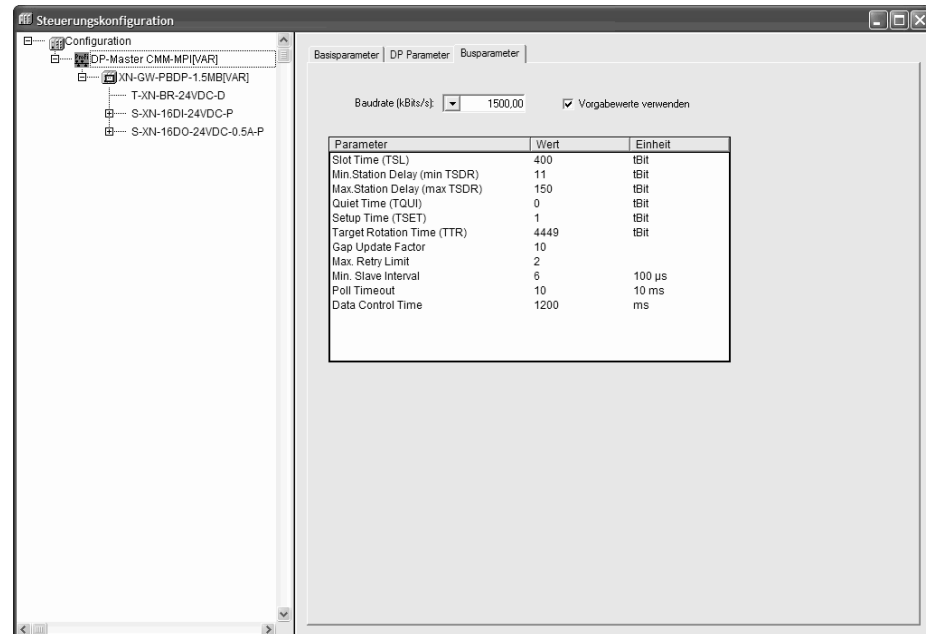 Steuerungskonfiguration
Configuration
DP-Master CMM-MPI[VAR]
XN-GW-PBDP-1.5MB[VAR]
T-XN-BR-24VDC-D
S-XN-16DI-24VDC-P
S-XN-16DO-24VDC-0.5A-P
Basisparameter DP Parameter Busparameter
Baudrate (kBits/s): 1500,00 Vorgabewerte verwenden
Parameter Wert Einheit
Slot Time (TSL) 400 tBit
Min.Station Delay (min TSDR) 11 tBit
Max.Station Delay (max TSDR) 150 tBit
Quiet Time (TQUI) 0 tBit
Setup Time (TSET) 1 tBit
Target Rotation Time (TTR) 4449 tBit
Gap Update Factor 10
Max. Retry Limit 2
Min. Slave Interval 6 100 µs
Poll Timeout 10 10 ms
Data Control Time 1200 ms